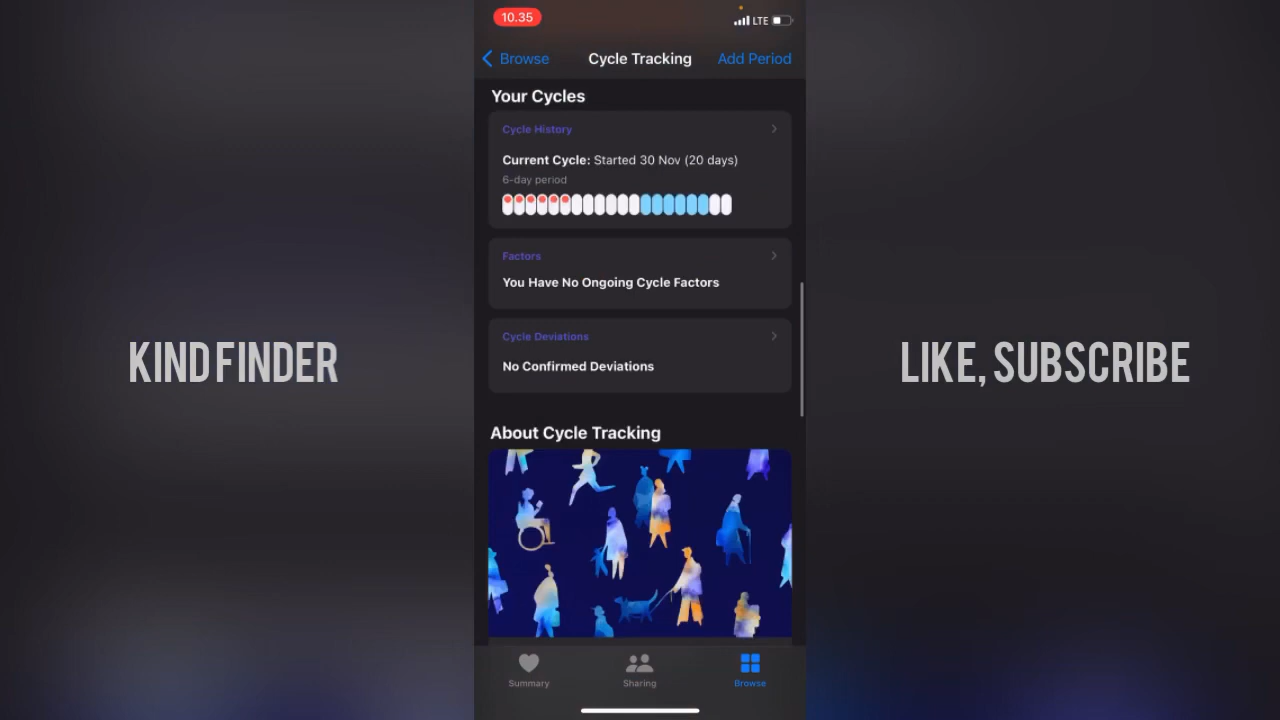 10.35
LTE
Browse
Cycle Tracking
Add Period
Your Cycles
Cycle History
Current Cycle: Started 30 Nov (20 days)
6-day period
Factors
You Have No Ongoing Cycle Factors
KIND FINDER
LIKE, SUBSCRIBE
Cycle Deviations
No Confirmed Deviations
About Cycle Tracking
Summary
Sharing
Browse